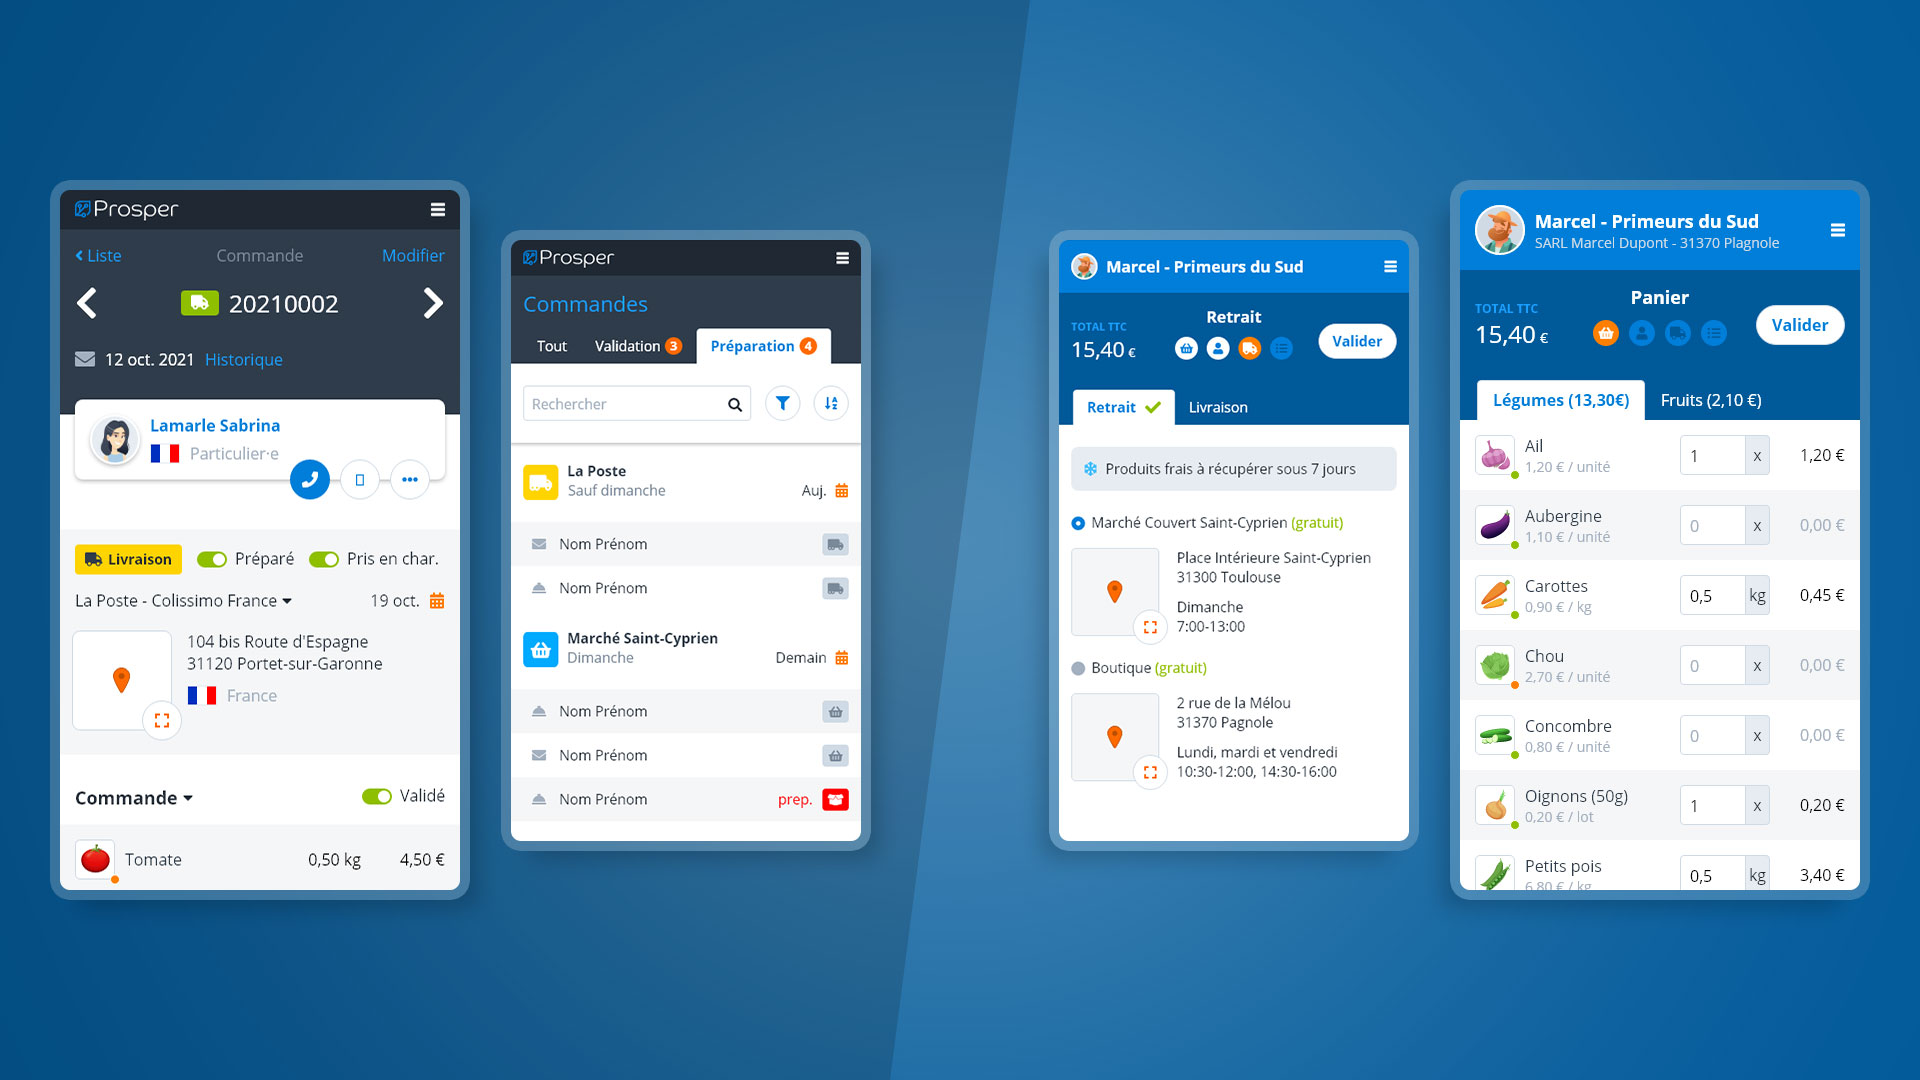 Prosper
Liste
Commande
Modifier
20210002
12 oct. 2021 Historique
Lamarle Sabrina
Particulier·e
Livraison
Préparé
Pris en char.
La Poste - Colissimo France
19 oct.
104 bis Route d'Espagne
31120 Portet-sur-Garonne
France
Commande
Validé
Tomate
0,50 kg
4,50 €
Prosper
Commandes
Tout
Validation 3
Préparation 4
Rechercher
La Poste
Sauf dimanche
Auj.
Nom Prénom
Nom Prénom
Marché Saint-Cyprien
Dimanche
Demain
Nom Prénom
Nom Prénom
Nom Prénom
prep.
Marcel - Primeurs du Sud
Retrait
TOTAL TTC
15,40 €
Valider
Retrait
Livraison
Produits frais à récupérer sous 7 jours
Marché Couvert Saint-Cyprien (gratuit)
Place Intérieure Saint-Cyprien
31300 Toulouse
Dimanche
7:00-13:00
Boutique (gratuit)
2 rue de la Mélou
31370 Pagnole
Lundi, mardi et vendredi
10:30-12:00, 14:30-16:00
Marcel - Primeurs du Sud
SARL Marcel Dupont - 31370 Plagnole
Panier
TOTAL TTC
15,40 €
Valider
Légumes (13,30€)
Fruits (2,10 €)
Ail
1,20 € / unité
1 x
1,20 €
Aubergine
1,10 € / unité
0 x
0,00 €
Carottes
0,90 € / kg
0,5 kg
0,45 €
Chou
2,70 € / unité
0 x
0,00 €
Concombre
0,80 € / unité
0 x
0,00 €
Oignons (50g)
0,20 € / lot
1 x
0,20 €
Petits pois
6,80 € / kg
0,5 kg
3,40 €